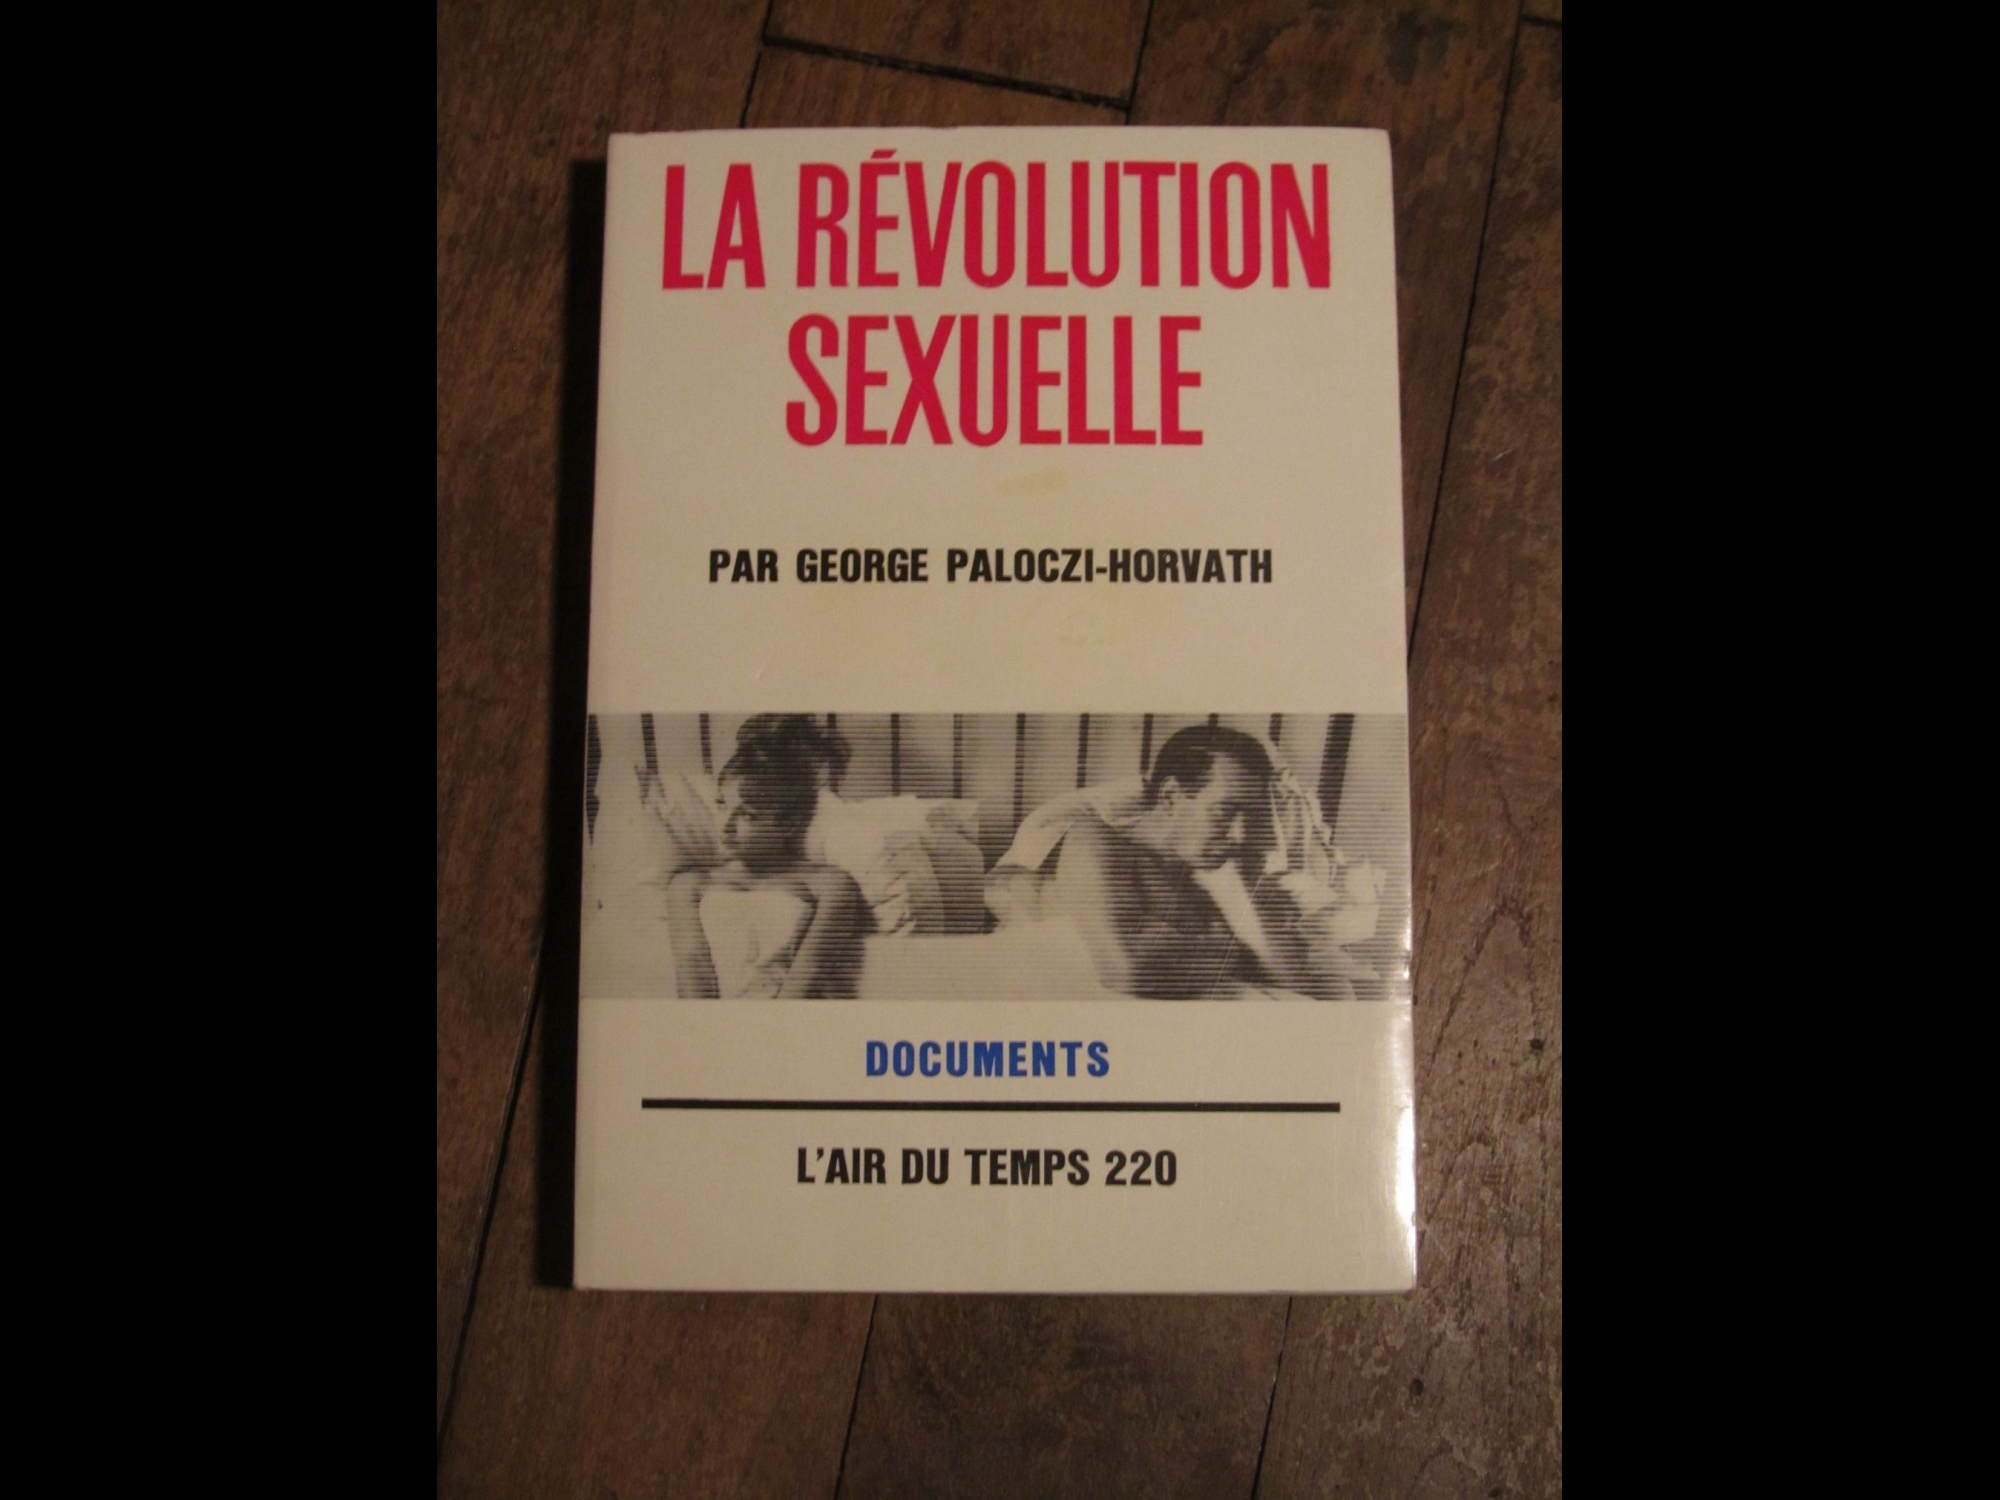 LA RÉVOLUTION
SEXUELLE
PAR GEORGE PALOCZI-HORVATH
DOCUMENTS
L'AIR DU TEMPS 220